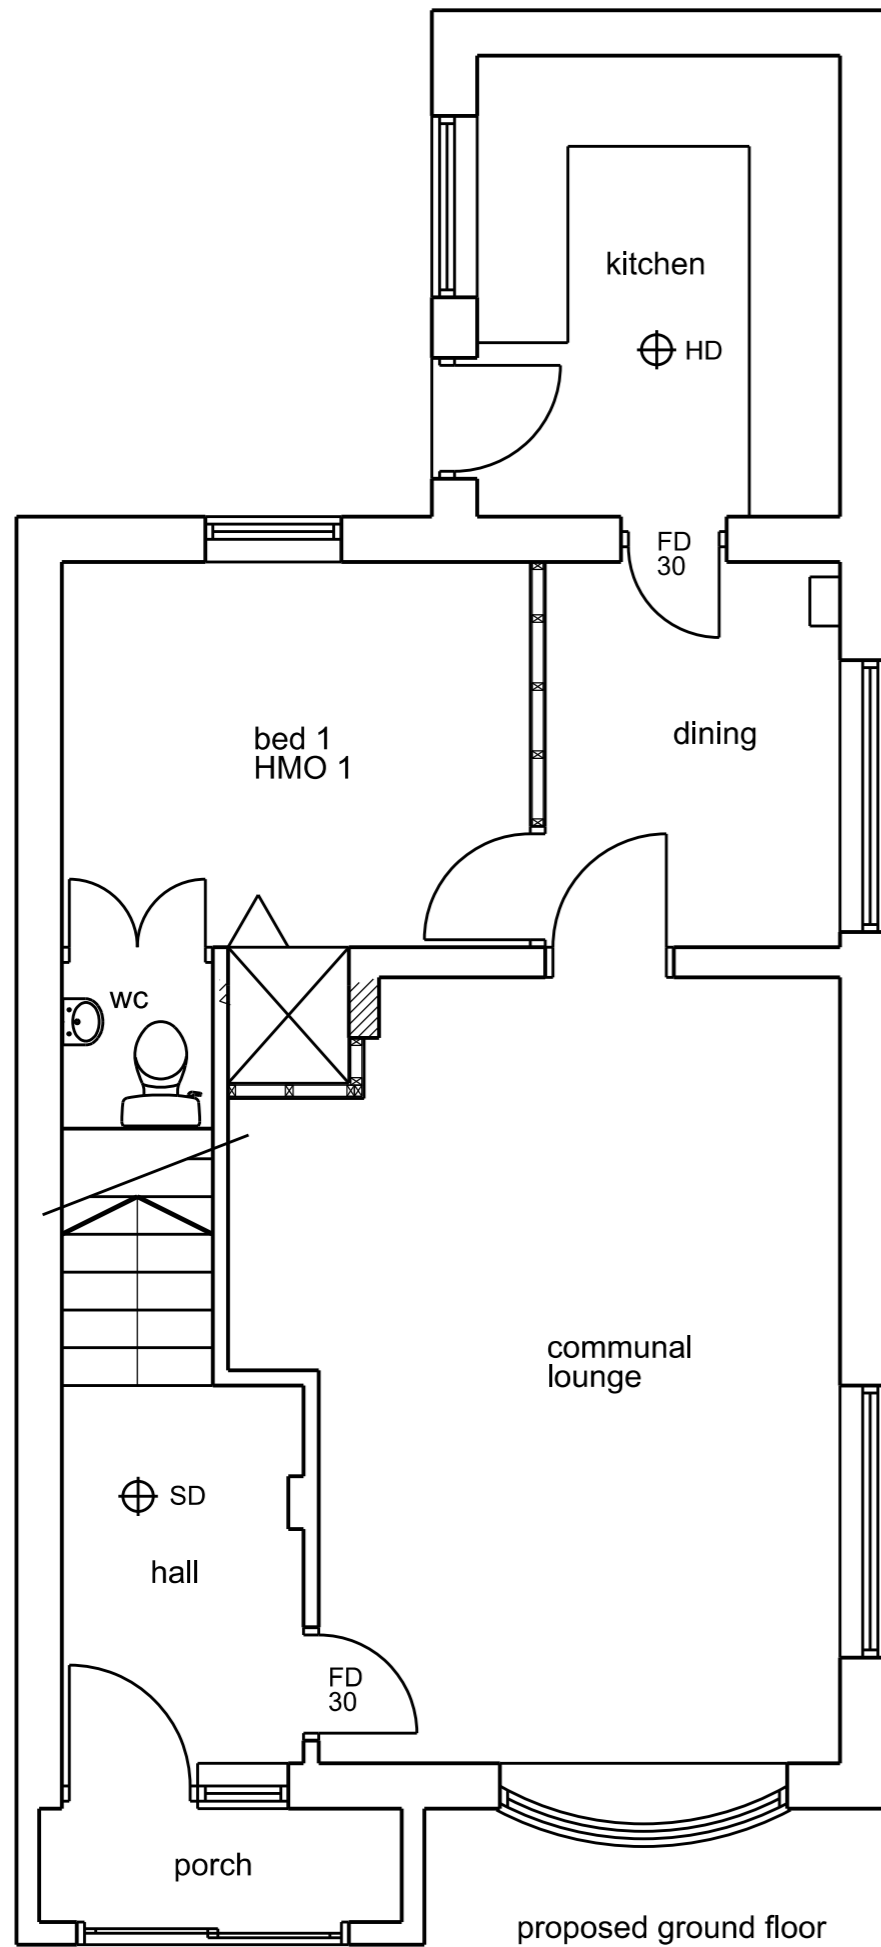 kitchen
HD
FD
30
bed 1
HMO 1
dining
wc
communal
lounge
SD
hall
FD
30
porch
proposed ground floor